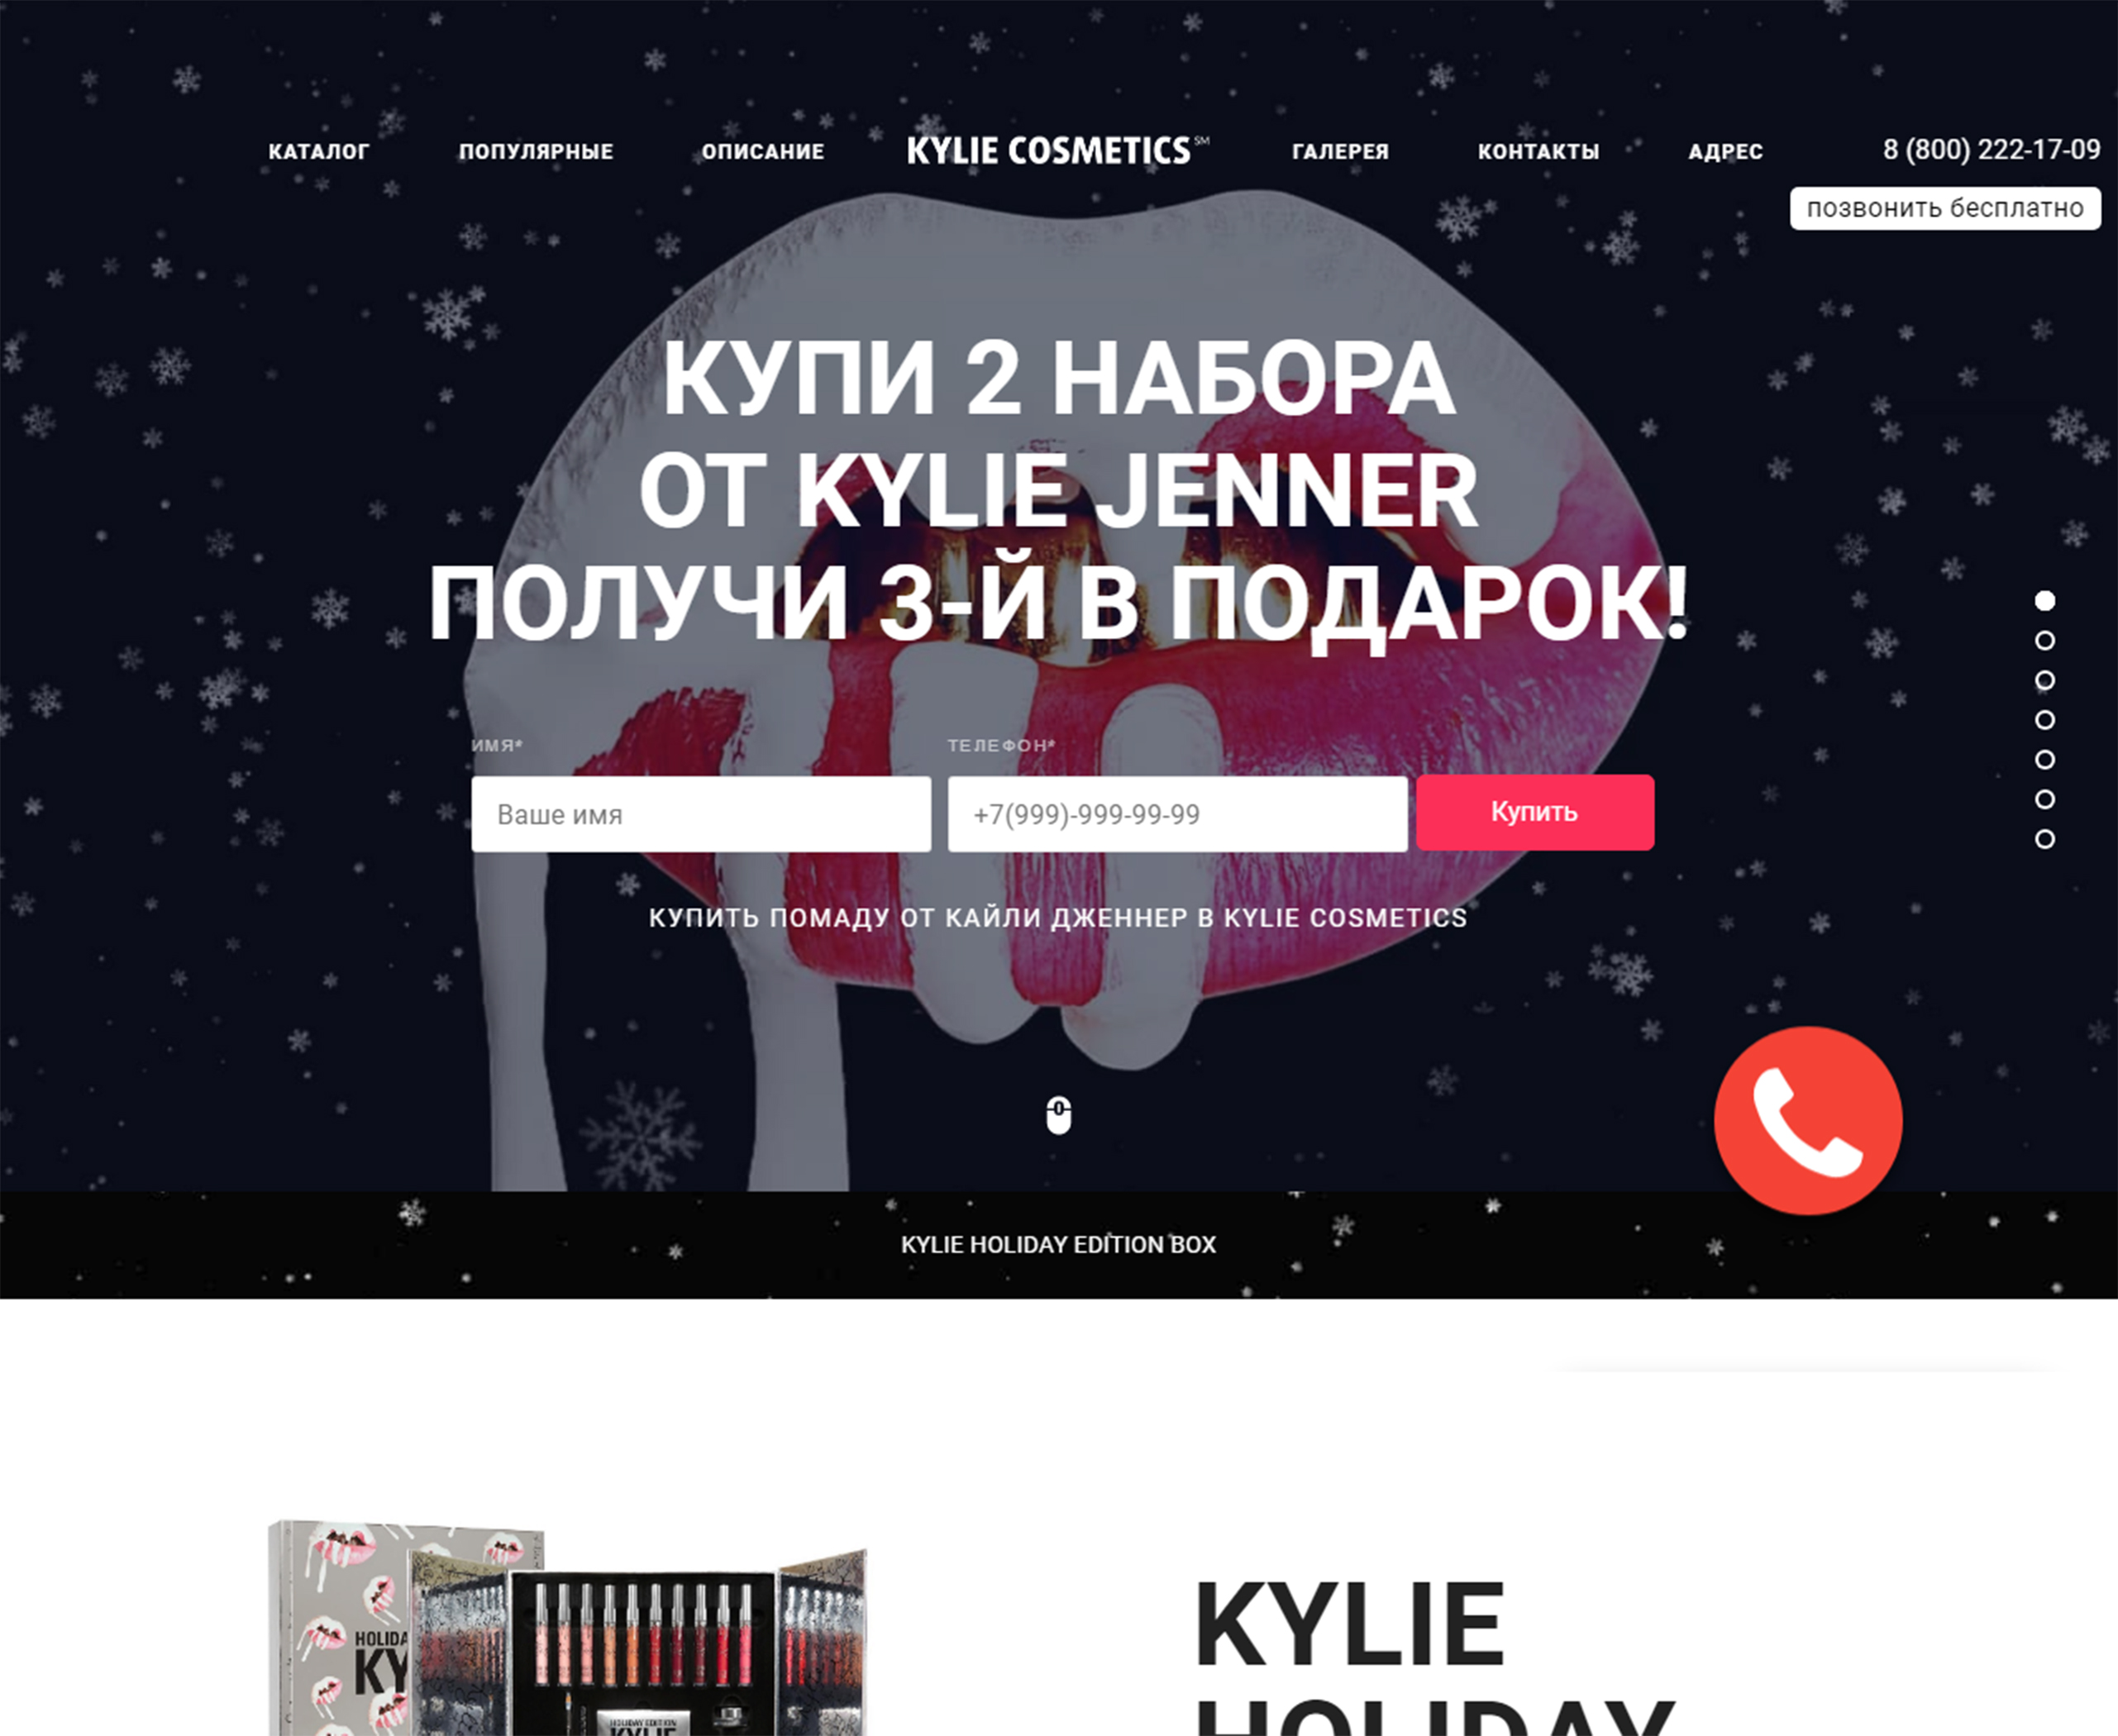 КАТАЛОГ ПОПУЛЯРНЫЕ ОПИСАНИЕ KYLIE COSMETICS℠ ГАЛЕРЕЯ КОНТАКТЫ АДРЕС 8 (800) 222-17-09
позвонить бесплатно
КУПИ 2 НАБОРА
ОТ KYLIE JENNER
ПОЛУЧИ 3-Й В ПОДАРОК!
ИМЯ* ТЕЛЕФОН*
Ваше имя +7(999)-999-99-99 Купить
КУПИТЬ ПОМАДУ ОТ КАЙЛИ ДЖЕННЕР В KYLIE COSMETICS
KYLIE HOLIDAY EDITION BOX
HOLIDA
KY
HOLIDAY EDITION
KYLIE
KYLIE
HOLIDAY